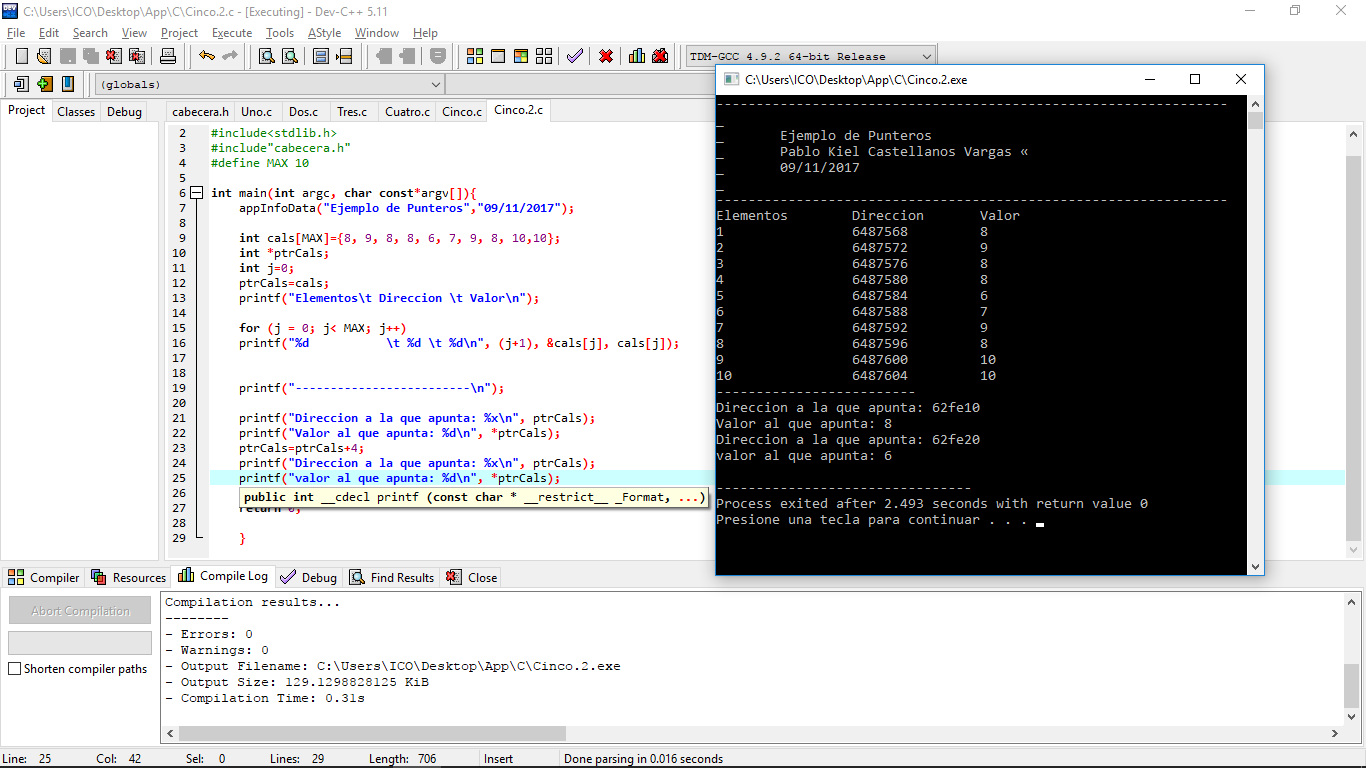 C:\Users\ICO\Desktop\App\C\Cinco.2.c - [Executing] - Dev-C++ 5.11
File Edit Search View Project Execute Tools AStyle Window Help
TDM-GCC 4.9.2 64-bit Release
(globals)
Project Classes Debug
cabecera.h Uno.c Dos.c Tres.c Cuatro.c Cinco.c Cinco.2.c
2 #include<stdlib.h>
3 #include"cabecera.h"
4 #define MAX 10
5
6 int main(int argc, char const*argv[]){
7 appInfoData("Ejemplo de Punteros","09/11/2017");
8
9 int cals[MAX]={8, 9, 8, 8, 6, 7, 9, 8, 10,10};
10 int *ptrCals;
11 int j=0;
12 ptrCals=cals;
13 printf("Elementos\t Direccion \t Valor\n");
14
15 for (j = 0; j< MAX; j++)
16 printf("%d           \t %d \t %d\n", (j+1), &cals[j], cals[j]);
17
18
19 printf("-------------------------\n");
20
21 printf("Direccion a la que apunta: %x\n", ptrCals);
22 printf("Valor al que apunta: %d\n", *ptrCals);
23 ptrCals=ptrCals+4;
24 printf("Direccion a la que apunta: %x\n", ptrCals);
25 printf("valor al que apunta: %d\n", *ptrCals);
26 public int __cdecl printf (const char * __restrict__ _Format, ...)
27 return 0;
28
29 }
C:\Users\ICO\Desktop\App\C\Cinco.2.exe
----------------------------------------------------------------
_
_ Ejemplo de Punteros
_ Pablo Kiel Castellanos Vargas «
_ 09/11/2017
_
----------------------------------------------------------------
Elementos Direccion Valor
1 6487568 8
2 6487572 9
3 6487576 8
4 6487580 8
5 6487584 6
6 6487588 7
7 6487592 9
8 6487596 8
9 6487600 10
10 6487604 10
-------------------------
Direccion a la que apunta: 62fe10
Valor al que apunta: 8
Direccion a la que apunta: 62fe20
valor al que apunta: 6
--------------------------------
Process exited after 2.493 seconds with return value 0
Presione una tecla para continuar . . .
Compiler Resources Compile Log Debug Find Results Close
Abort Compilation
Shorten compiler paths
Compilation results...
--------
- Errors: 0
- Warnings: 0
- Output Filename: C:\Users\ICO\Desktop\App\C\Cinco.2.exe
- Output Size: 129.1298828125 KiB
- Compilation Time: 0.31s
Line: 25 Col: 42 Sel: 0 Lines: 29 Length: 706 Insert Done parsing in 0.016 seconds